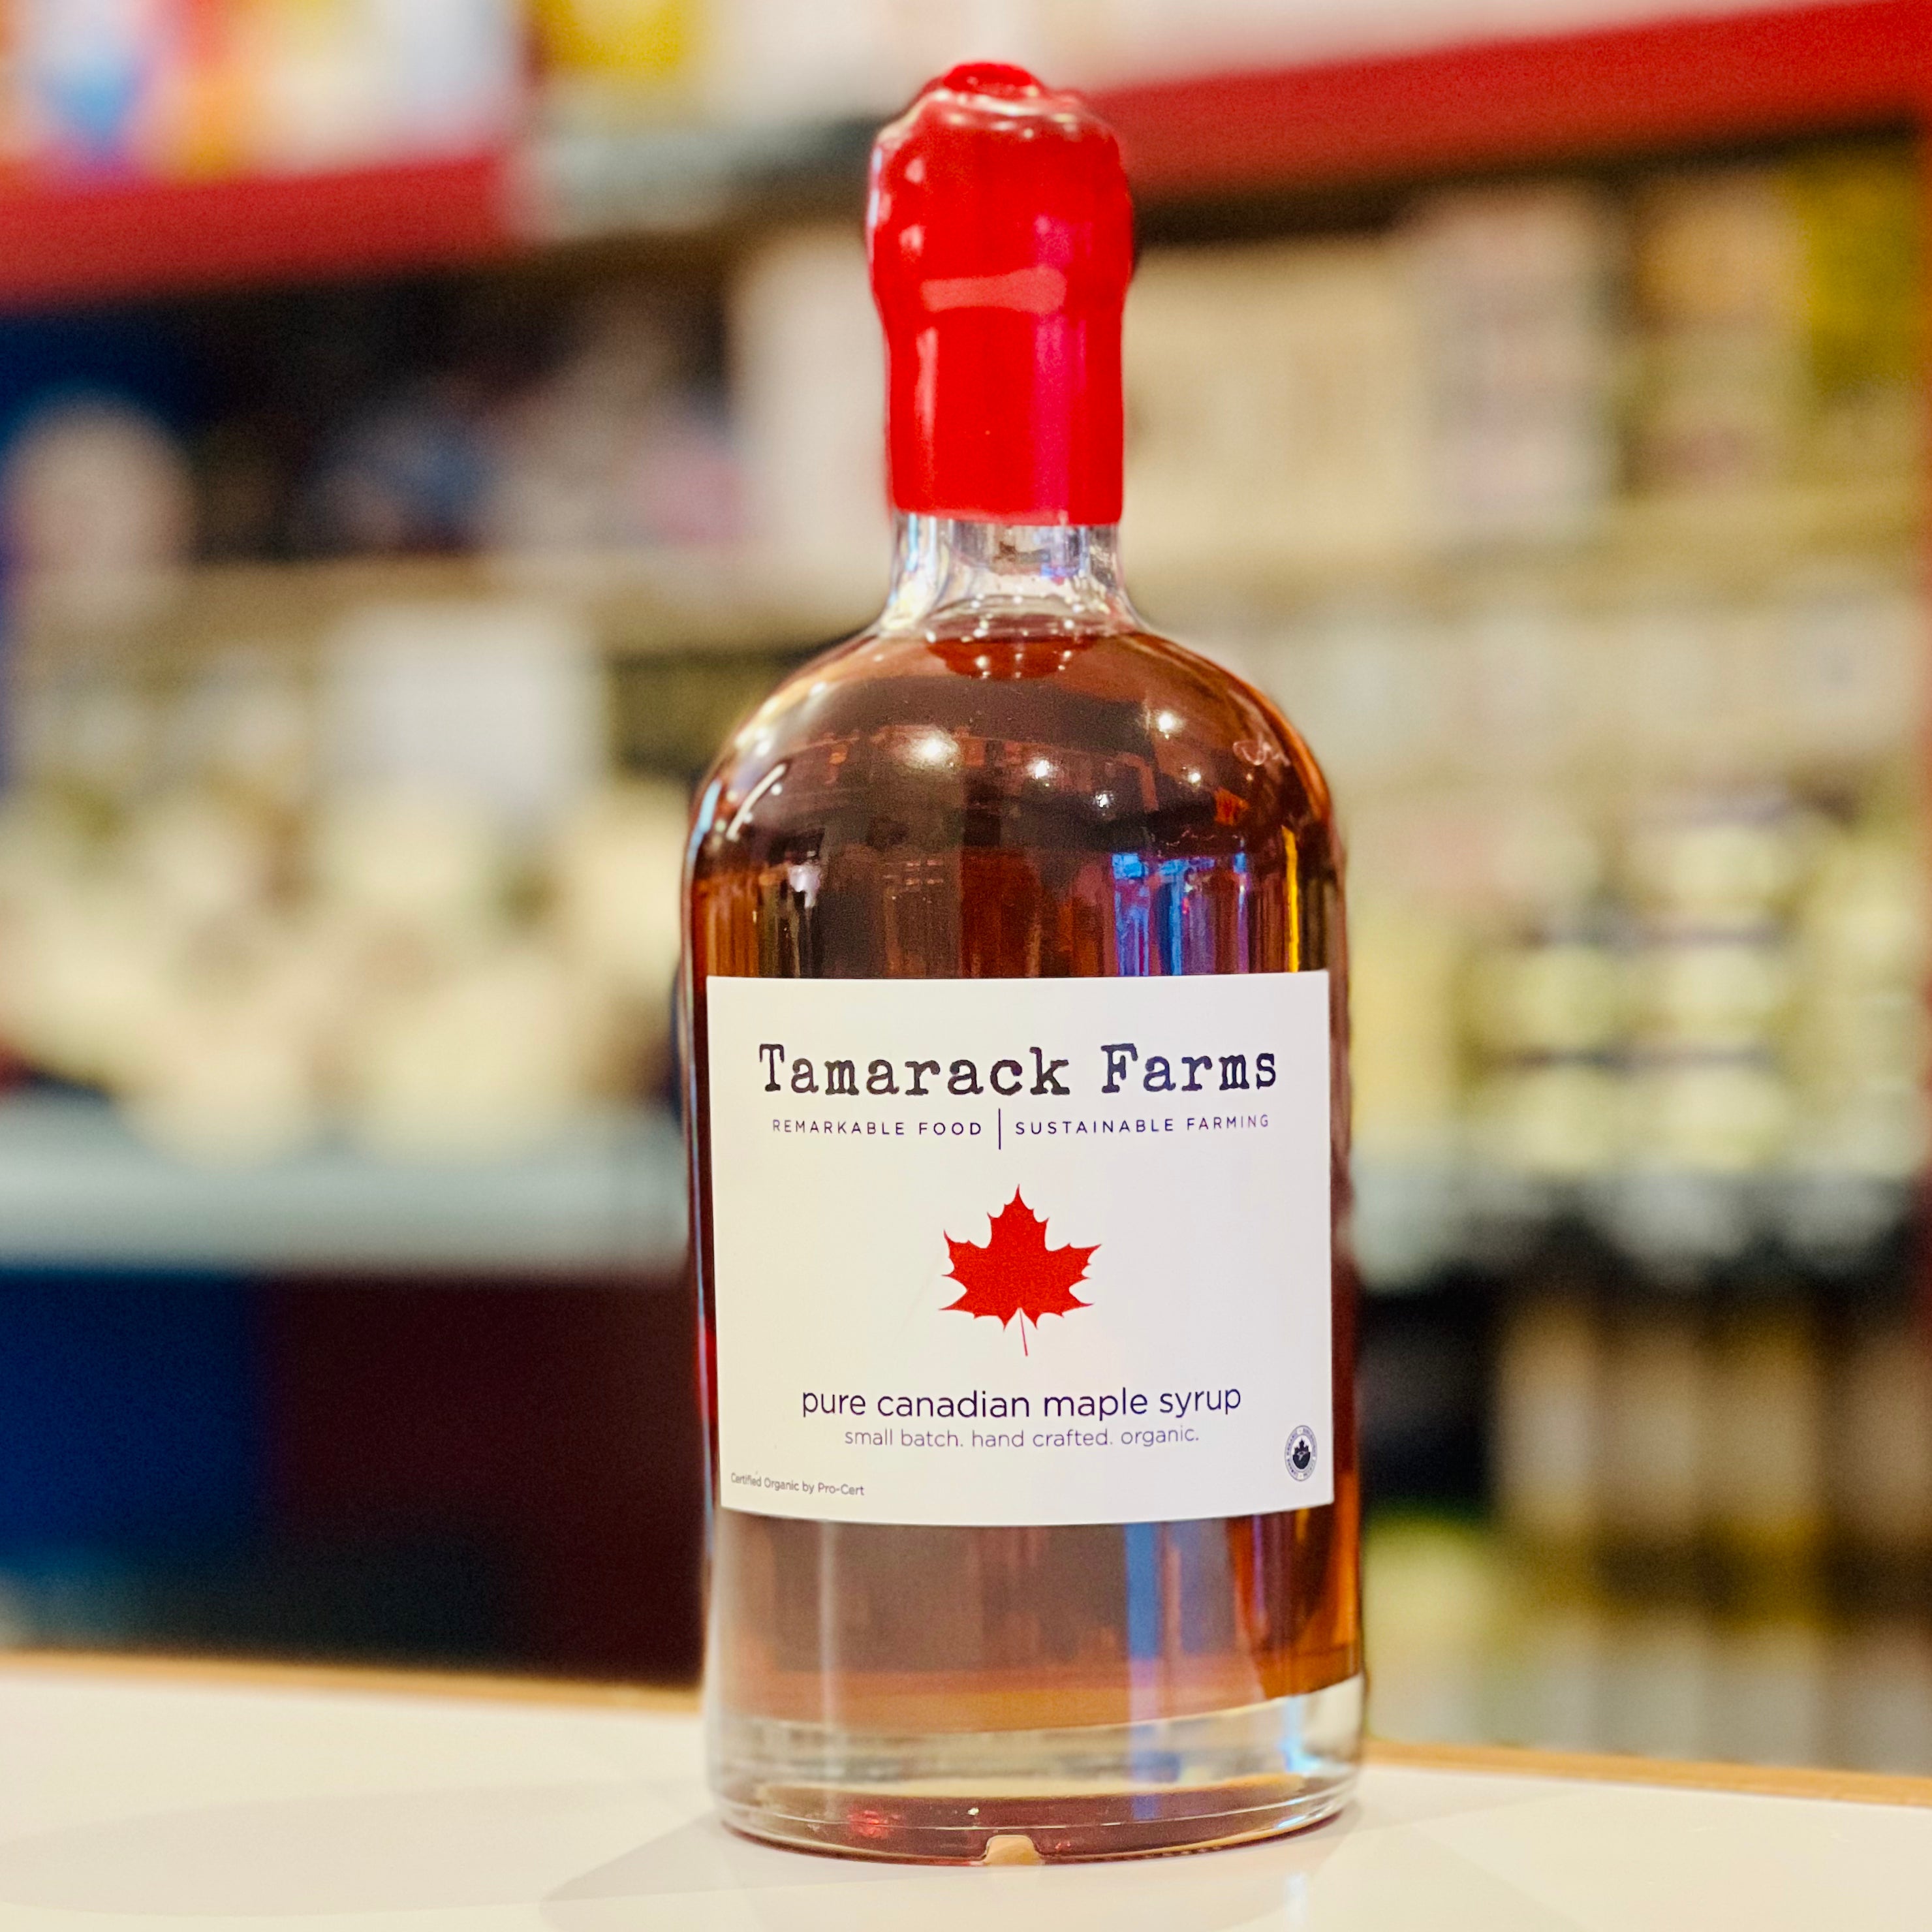 Tamarack Farms
REMARKABLE FOOD | SUSTAINABLE FARMING
pure canadian maple syrup
small batch. hand crafted. organic.
Certified Organic by Pro-Cert